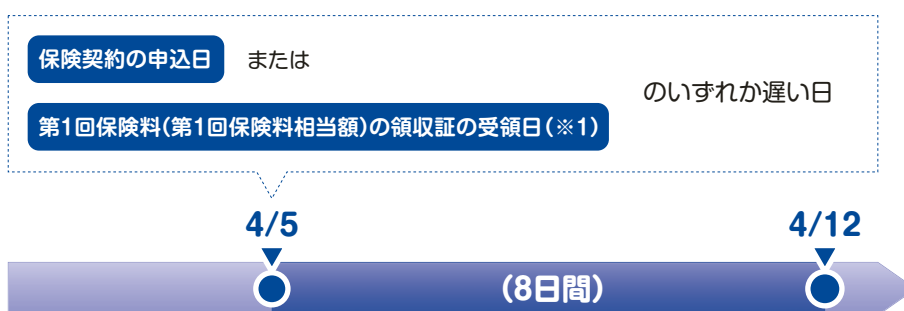 保険契約の申込日 または
のいずれか遅い日
第1回保険料(第1回保険料相当額)の領収証の受領日(※1)
4/5 4/12
(8日間)